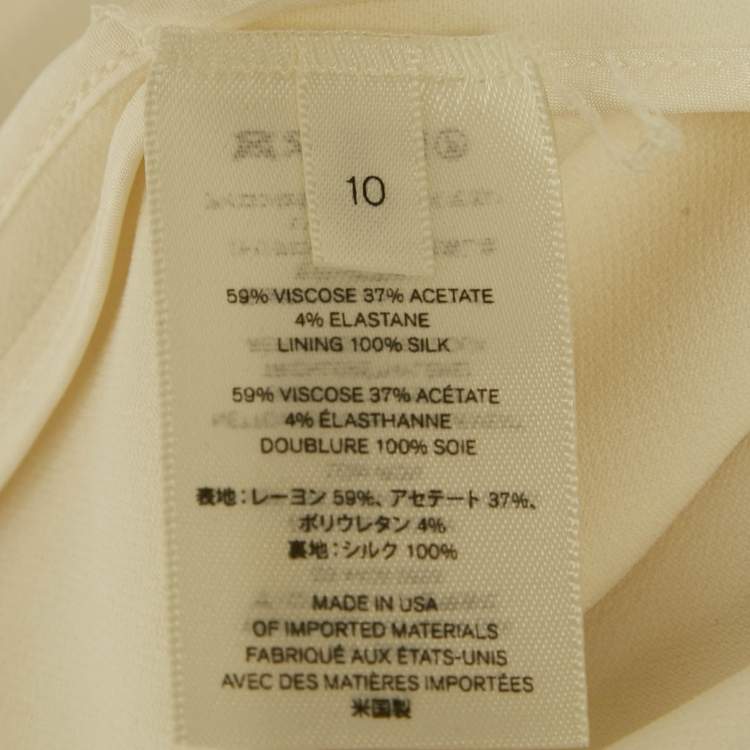 10
59% VISCOSE 37% ACETATE
4% ELASTANE
LINING 100% SILK
59% VISCOSE 37% ACÉTATE
4% ÉLASTHANNE
DOUBLURE 100% SOIE
表地：レーヨン 59%、アセテート 37%、
ポリウレタン 4%
裏地：シルク 100%
MADE IN USA
OF IMPORTED MATERIALS
FABRIQUÉ AUX ÉTATS-UNIS
AVEC DES MATIÈRES IMPORTÉES
米国製